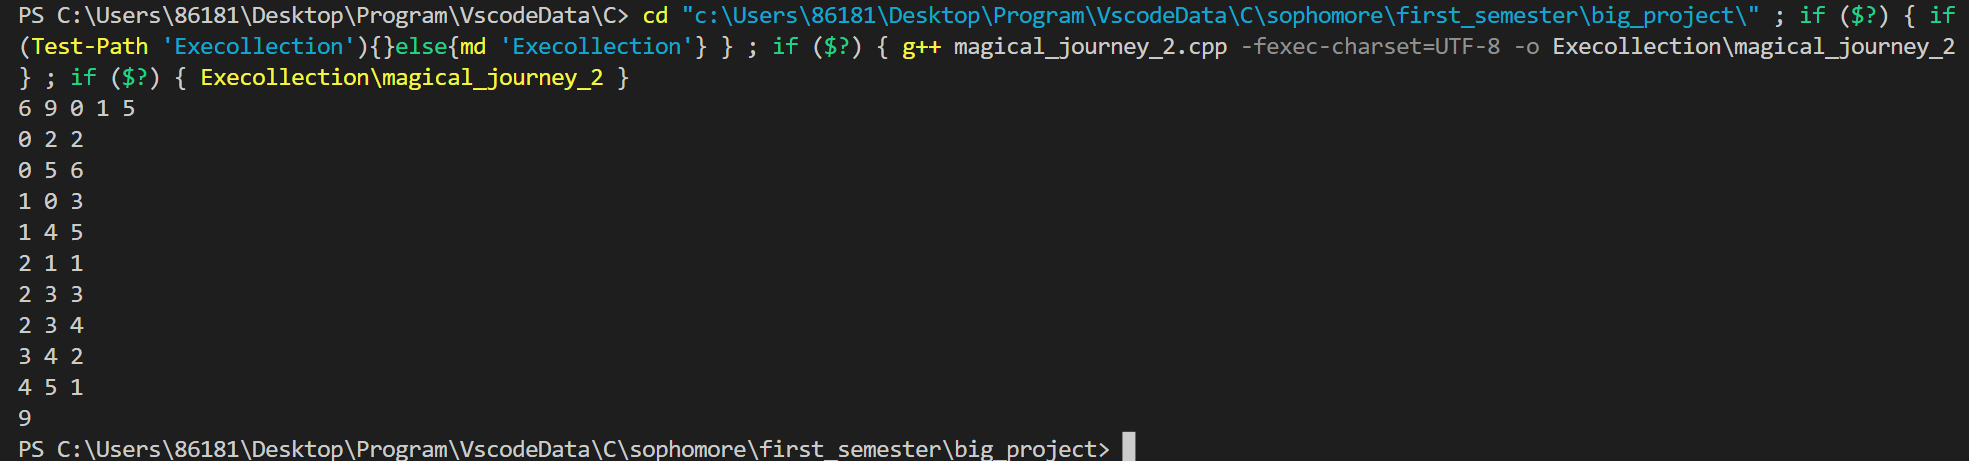 PS C:\Users\86181\Desktop\Program\VscodeData\C> cd "c:\Users\86181\Desktop\Program\VscodeData\C\sophomore\first_semester\big_project\" ; if ($?) { if
(Test-Path 'Execollection'){}else{md 'Execollection'} } ; if ($?) { g++ magical_journey_2.cpp -fexec-charset=UTF-8 -o Execollection\magical_journey_2
} ; if ($?) { Execollection\magical_journey_2 }
6 9 0 1 5
0 2 2
0 5 6
1 0 3
1 4 5
2 1 1
2 3 3
2 3 4
3 4 2
4 5 1
9
PS C:\Users\86181\Desktop\Program\VscodeData\C\sophomore\first_semester\big_project>